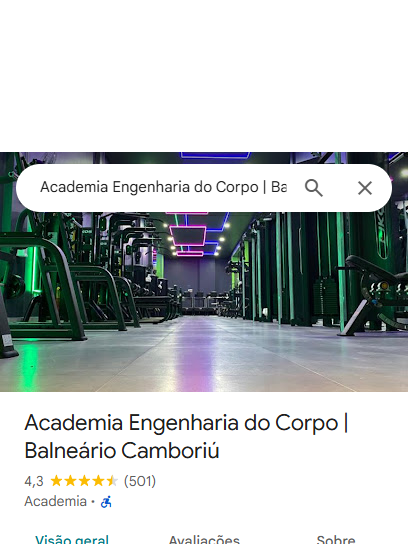 Academia Engenharia do Corpo | Ba
Academia Engenharia do Corpo |
Balneário Camboriú
4,3 (501)
Academia ·
Visão geral Avaliações Sobre